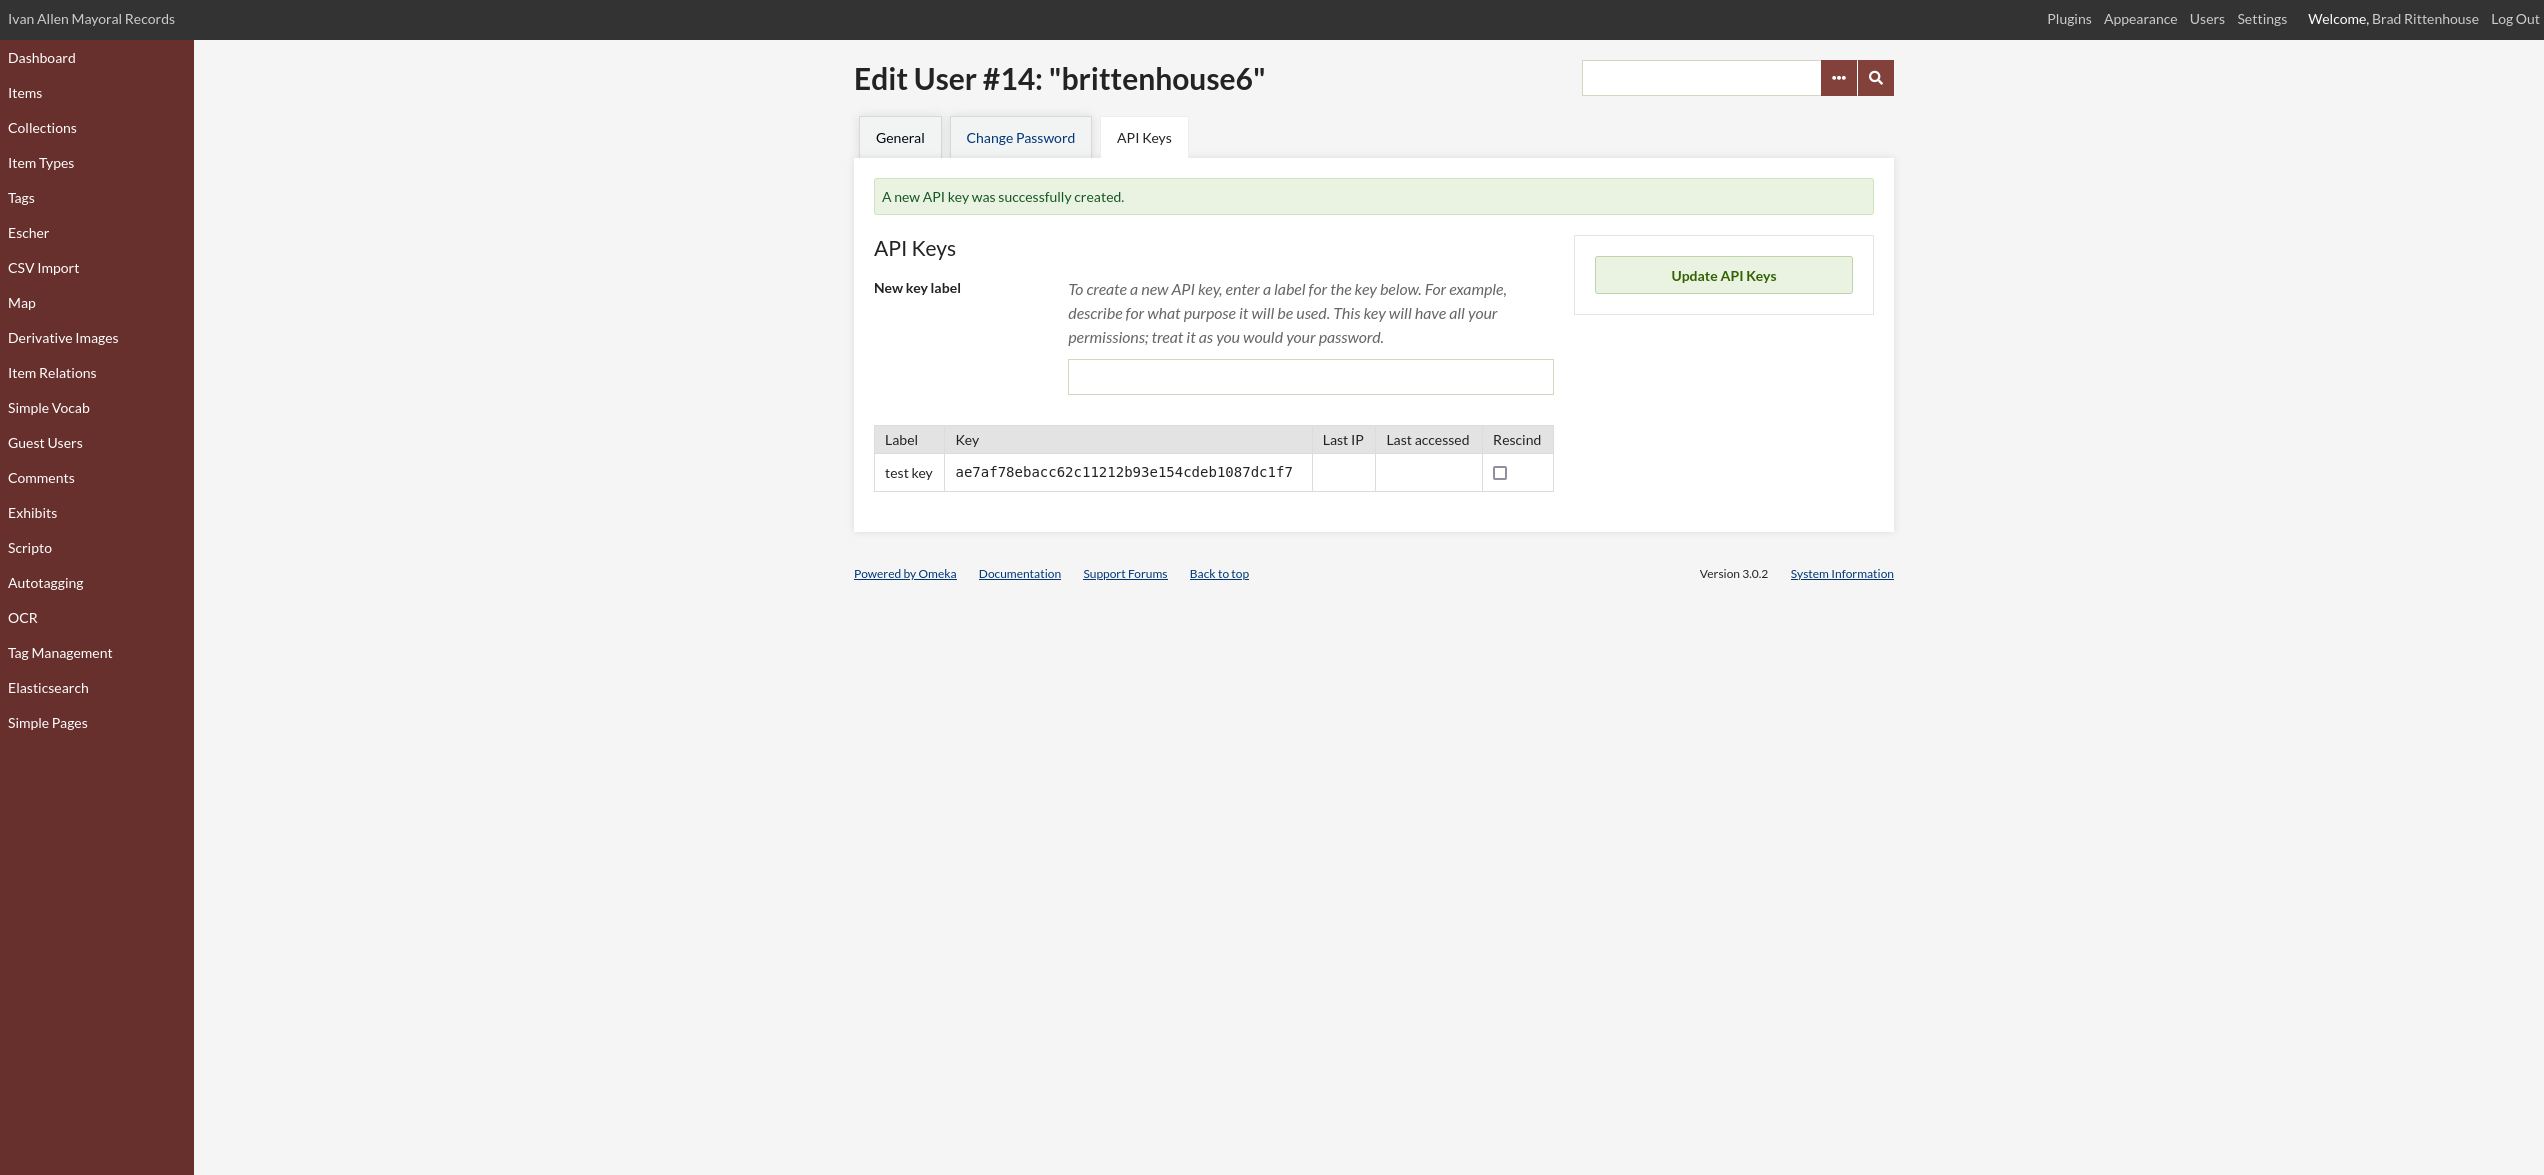 Ivan Allen Mayoral Records
Plugins Appearance Users Settings Welcome, Brad Rittenhouse Log Out
Dashboard
Items
Collections
Item Types
Tags
Escher
CSV Import
Map
Derivative Images
Item Relations
Simple Vocab
Guest Users
Comments
Exhibits
Scripto
Autotagging
OCR
Tag Management
Elasticsearch
Simple Pages
Edit User #14: "brittenhouse6"
General Change Password API Keys
A new API key was successfully created.
API Keys
New key label
To create a new API key, enter a label for the key below. For example,
describe for what purpose it will be used. This key will have all your
permissions; treat it as you would your password.
Update API Keys
Label Key Last IP Last accessed Rescind
test key ae7af78ebacc62c11212b93e154cdeb1087dc1f7
Powered by Omeka Documentation Support Forums Back to top
Version 3.0.2 System Information